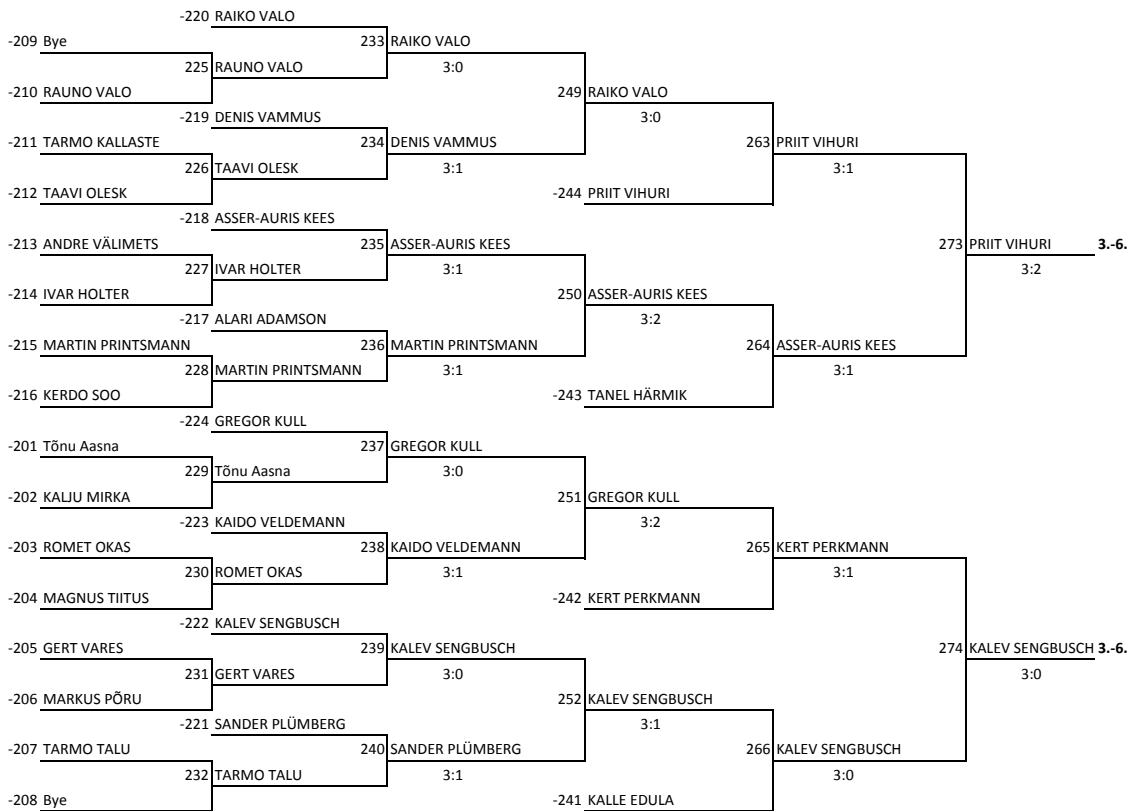 -220 RAIKO VALO
-209 Bye 233 RAIKO VALO
225 RAUNO VALO 3:0
-210 RAUNO VALO 249 RAIKO VALO
-219 DENIS VAMMUS 3:0
-211 TARMO KALLASTE 234 DENIS VAMMUS 263 PRIIT VIHURI
226 TAAVI OLESK 3:1 3:1
-212 TAAVI OLESK -244 PRIIT VIHURI
-218 ASSER-AURIS KEES
-213 ANDRE VÄLIMETS 235 ASSER-AURIS KEES 273 PRIIT VIHURI 3.-6.
227 IVAR HOLTER 3:1 3:2
-214 IVAR HOLTER 250 ASSER-AURIS KEES
-217 ALARI ADAMSON 3:2
-215 MARTIN PRINTSMANN 236 MARTIN PRINTSMANN 264 ASSER-AURIS KEES
228 MARTIN PRINTSMANN 3:1 3:1
-216 KERDO SOO -243 TANEL HÄRMIK
-224 GREGOR KULL
-201 Tõnu Aasna 237 GREGOR KULL
229 Tõnu Aasna 3:0
-202 KALJU MIRKA 251 GREGOR KULL
-223 KAIDO VELDEMANN 3:2
-203 ROMET OKAS 238 KAIDO VELDEMANN 265 KERT PERKMANN
230 ROMET OKAS 3:1 3:1
-204 MAGNUS TIITUS -242 KERT PERKMANN
-222 KALEV SENGBUSCH
-205 GERT VARES 239 KALEV SENGBUSCH 274 KALEV SENGBUSCH 3.-6.
231 GERT VARES 3:0 3:0
-206 MARKUS PÕRU 252 KALEV SENGBUSCH
-221 SANDER PLÜMBERG 3:1
-207 TARMO TALU 240 SANDER PLÜMBERG 266 KALEV SENGBUSCH
232 TARMO TALU 3:1 3:0
-208 Bye -241 KALLE EDULA